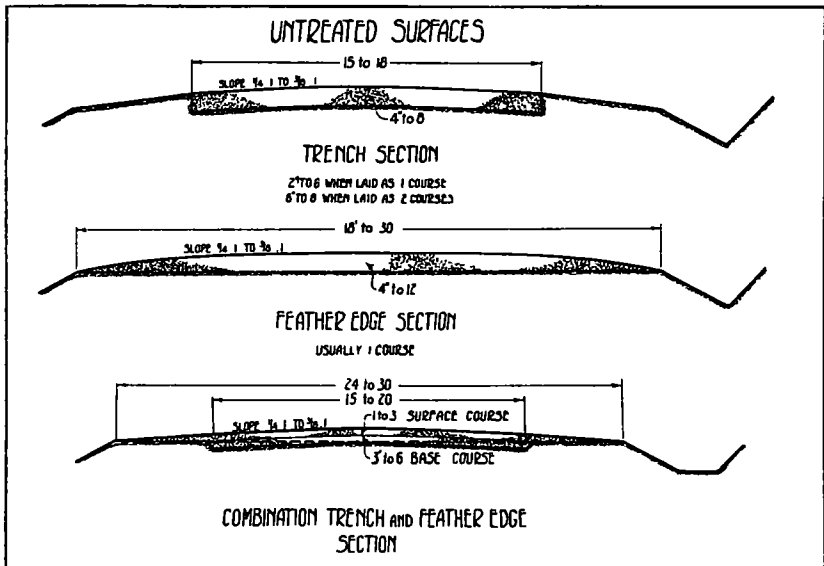 UNTREATED SURFACES
15 to 18
SLOPE ¼ 1 TO ⅜ 1
4" to 8
TRENCH SECTION
2" TO 6 WHEN LAID AS 1 COURSE
6" TO 8 WHEN LAID AS 2 COURSES
18' to 30
SLOPE ¼ 1 TO ⅜ .1
4" to 12
FEATHER EDGE SECTION
USUALLY 1 COURSE
24 to 30
15 to 20
1 to 3 SURFACE COURSE
SLOPE ¼ 1 TO ⅜ .1
3" to 6 BASE COURSE
COMBINATION TRENCH AND FEATHER EDGE
SECTION